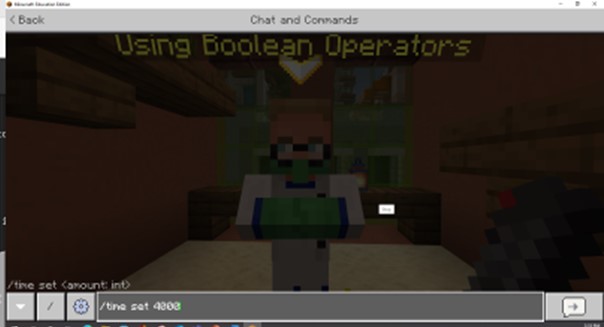 Minecraft Education Edition
< Back
Chat and Commands
Using Boolean Operators
/time set <amount: int>
/
/time set 4000